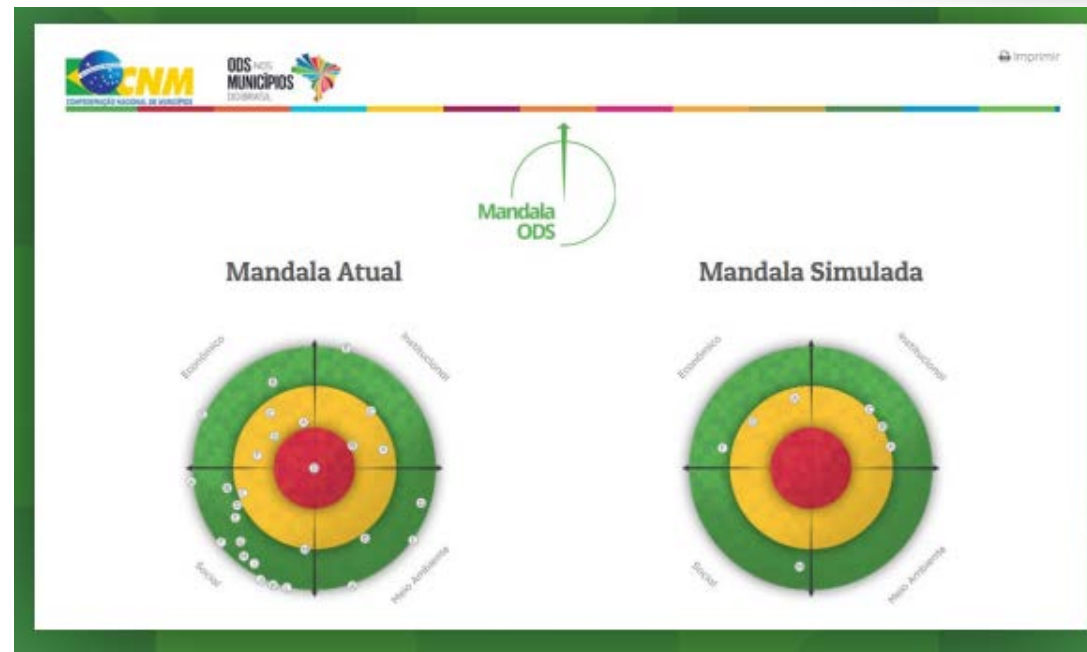 CNM
CONFEDERAÇÃO NACIONAL DE MUNICÍPIOS
ODS NOS
MUNICÍPIOS
DO BRASIL
Imprimir
Mandala
ODS
Mandala Atual
Mandala Simulada
Econômico
Institucional
Social
Meio Ambiente
Econômico
Institucional
Social
Meio Ambiente